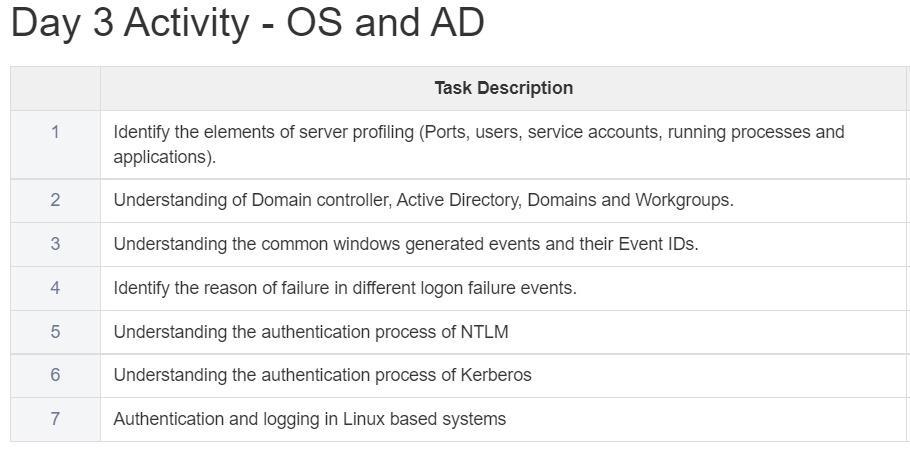 Day 3 Activity - OS and AD
Task Description
1 Identify the elements of server profiling (Ports, users, service accounts, running processes and
applications).
2 Understanding of Domain controller, Active Directory, Domains and Workgroups.
3 Understanding the common windows generated events and their Event IDs.
4 Identify the reason of failure in different logon failure events.
5 Understanding the authentication process of NTLM
6 Understanding the authentication process of Kerberos
7 Authentication and logging in Linux based systems